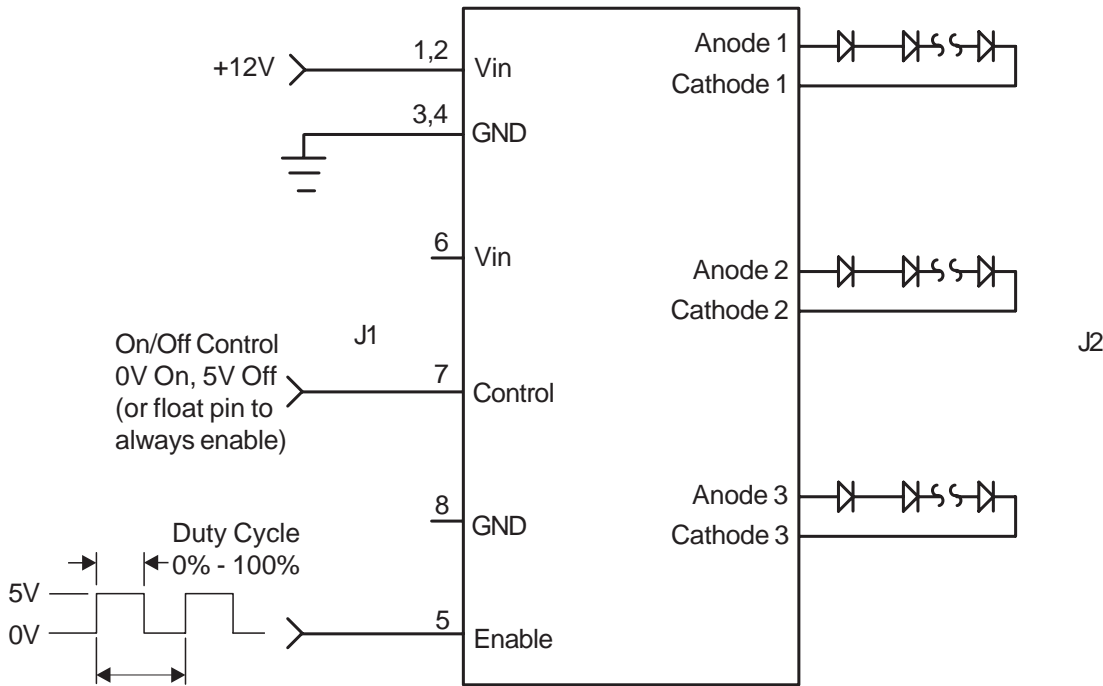 +12V
1,2
Vin
3,4
GND
6
Vin
J1
On/Off Control
0V On, 5V Off
(or float pin to
always enable)
7
Control
8
GND
Duty Cycle
0% - 100%
5V
0V
5
Enable
Anode 1
Cathode 1
Anode 2
Cathode 2
J2
Anode 3
Cathode 3